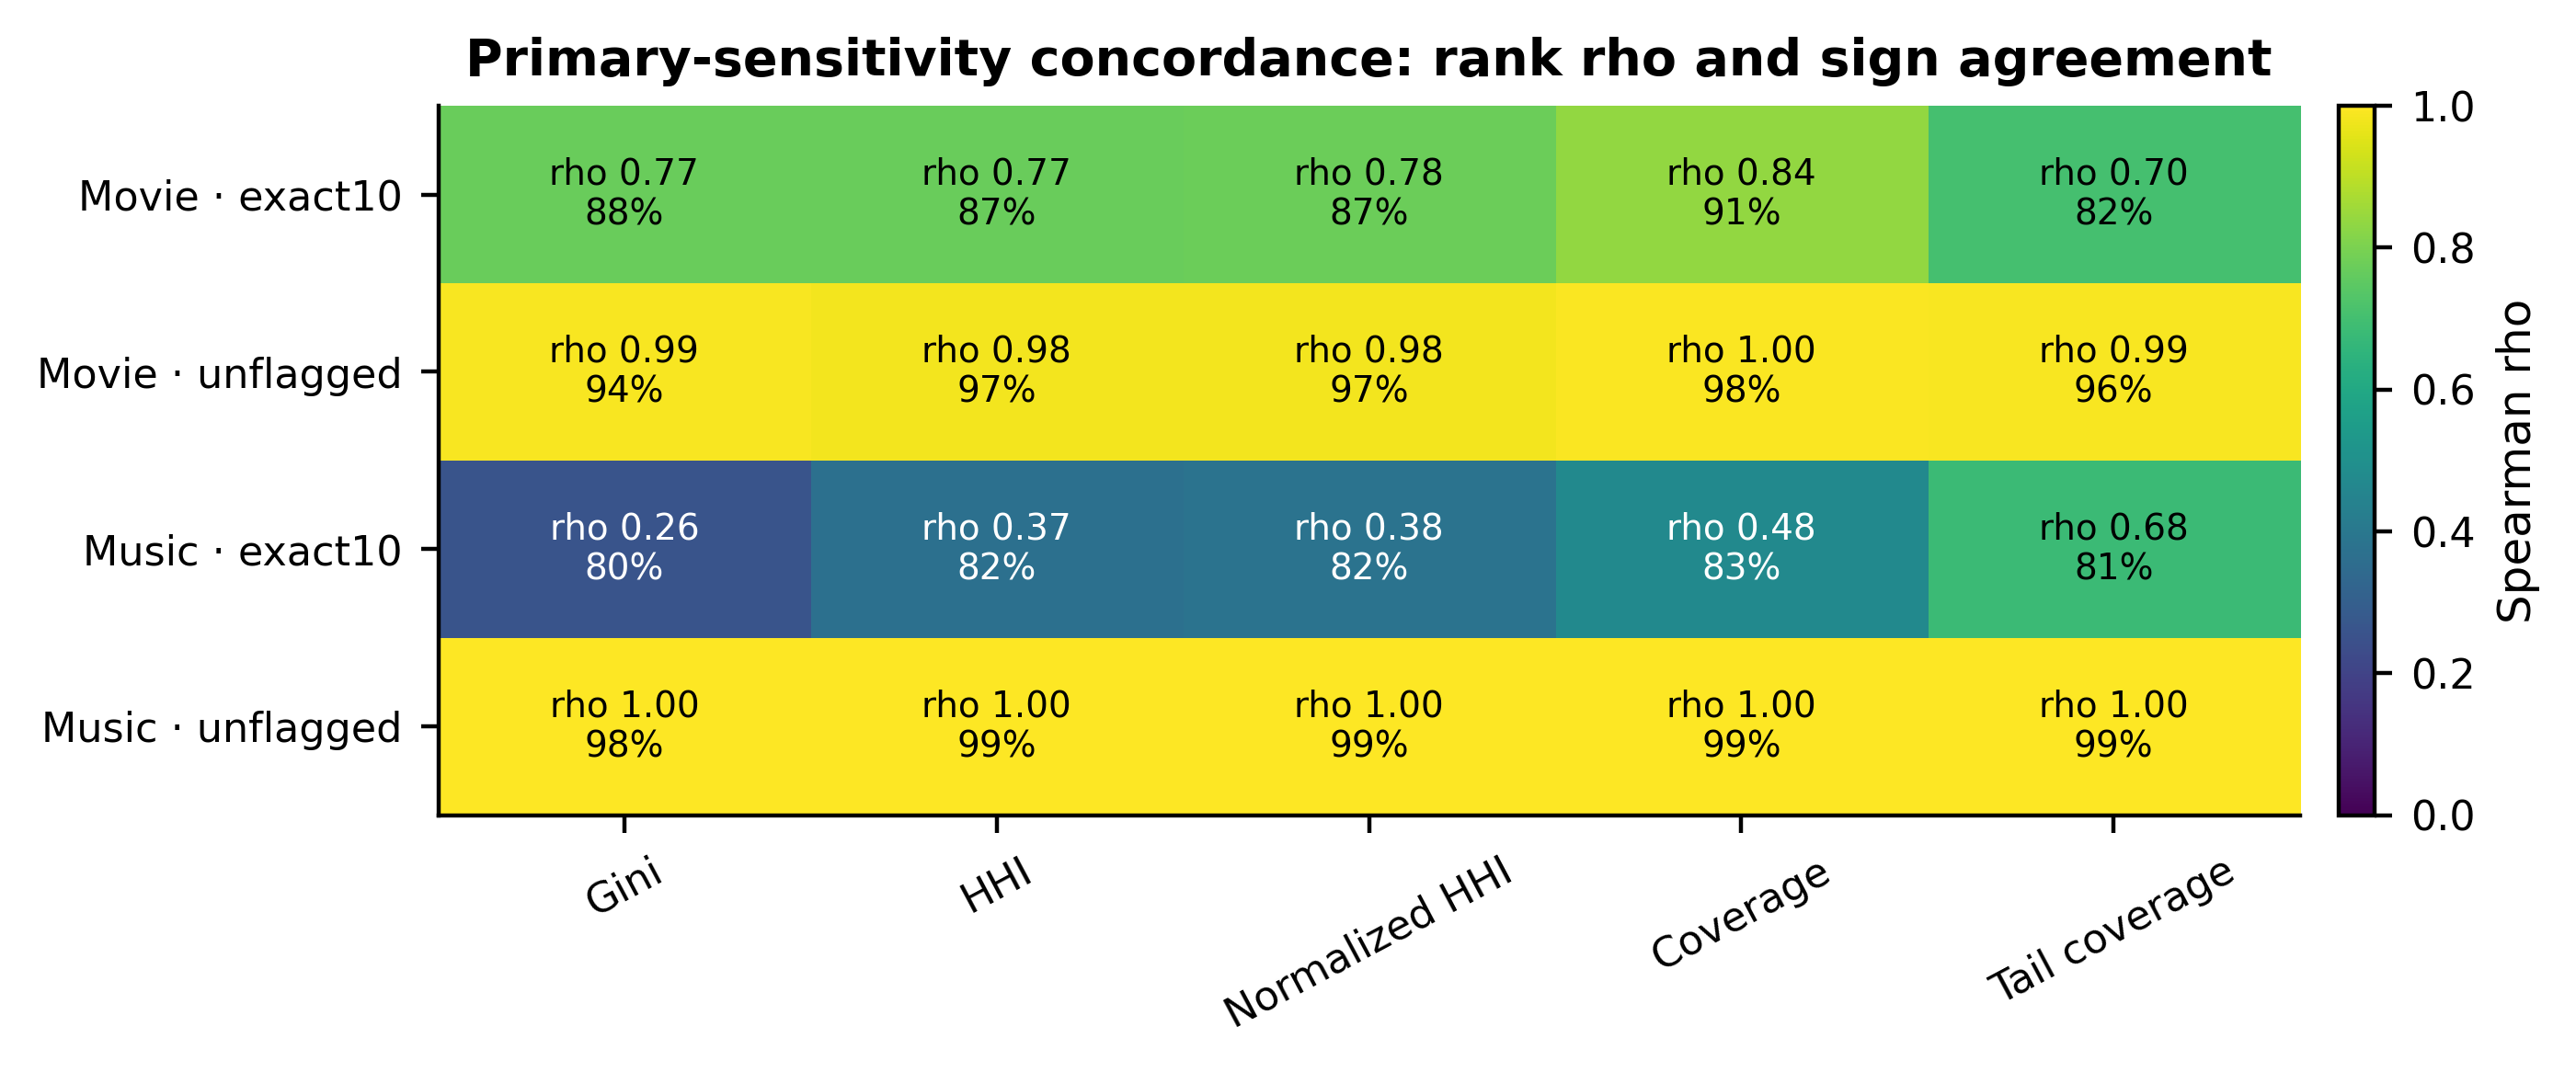 Primary-sensitivity concordance: rank rho and sign agreement
Movie · exact10
rho 0.77
88%
rho 0.77
87%
rho 0.78
87%
rho 0.84
91%
rho 0.70
82%
Movie · unflagged
rho 0.99
94%
rho 0.98
97%
rho 0.98
97%
rho 1.00
98%
rho 0.99
96%
Music · exact10
rho 0.26
80%
rho 0.37
82%
rho 0.38
82%
rho 0.48
83%
rho 0.68
81%
Music · unflagged
rho 1.00
98%
rho 1.00
99%
rho 1.00
99%
rho 1.00
99%
rho 1.00
99%
Gini
HHI
Normalized HHI
Coverage
Tail coverage
1.0
0.8
0.6
0.4
0.2
0.0
Spearman rho